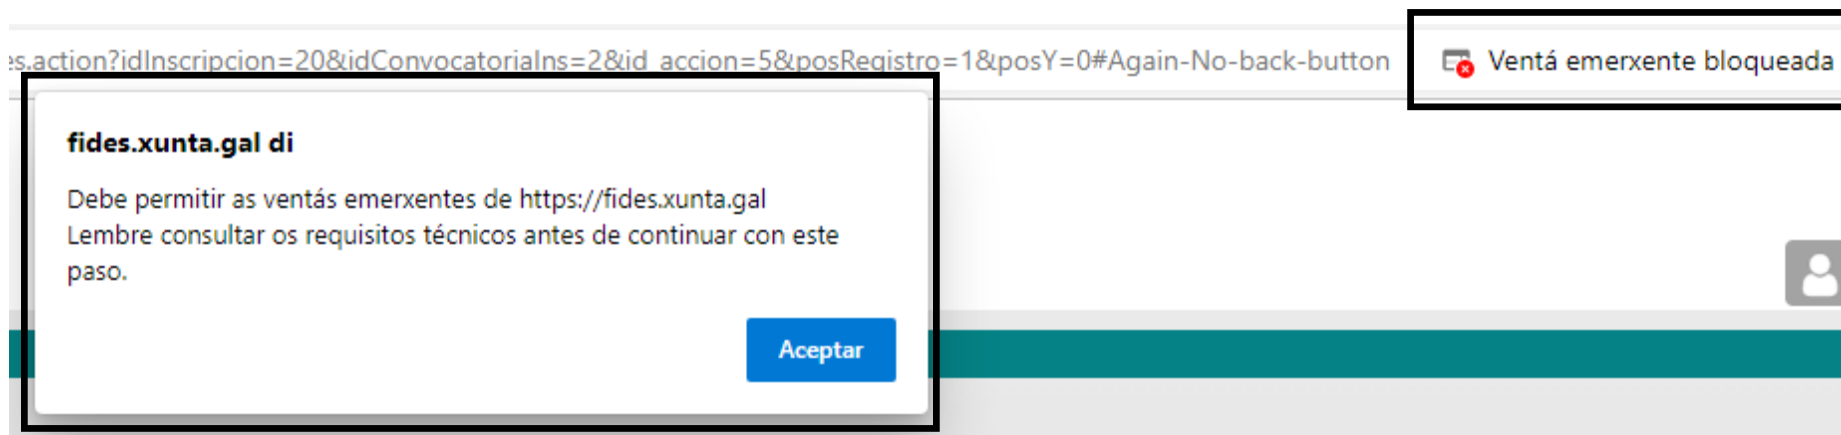 es.action?idInscripcion=20&idConvocatoriaIns=2&id_accion=5&posRegistro=1&posY=0#Again-No-back-button
Ventá emerxente bloqueada
fides.xunta.gal di
Debe permitir as ventás emerxentes de https://fides.xunta.gal
Lembre consultar os requisitos técnicos antes de continuar con este
paso.
Aceptar